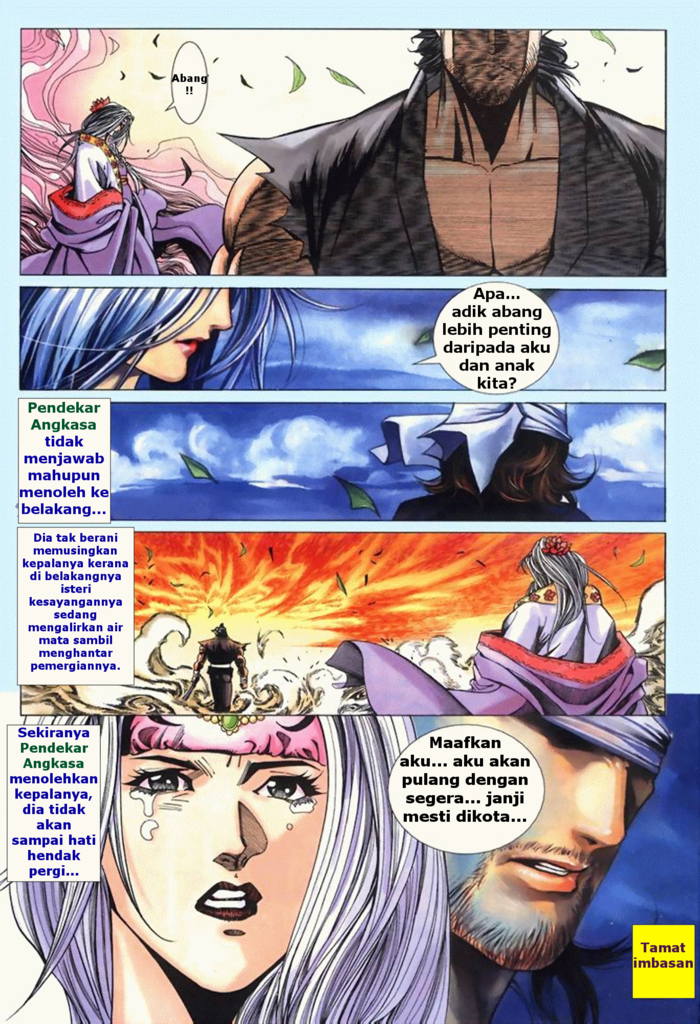 Abang
!!
Apa...
adik abang
lebih penting
daripada aku
dan anak
kita?
Pendekar
Angkasa
tidak
menjawab
mahupun
menoleh ke
belakang...
Dia tak berani
memusingkan
kepalanya kerana
di belakangnya
isteri
kesayangannya
sedang
mengalirkan air
mata sambil
menghantar
pemergiannya.
Sekiranya
Pendekar
Angkasa
menolehkan
kepalanya,
dia tidak
akan
sampai hati
hendak
pergi...
Maafkan
aku... aku akan
pulang dengan
segera... janji
mesti dikota...
Tamat
imbasan